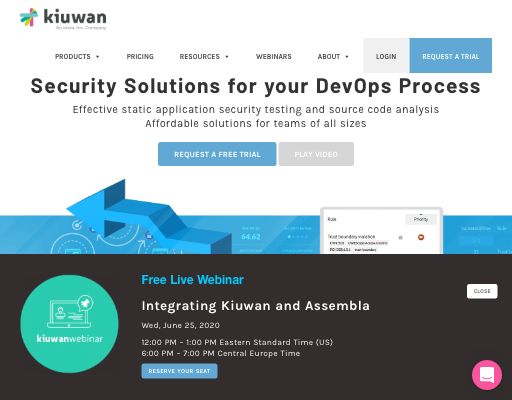 kiuwan
An Idera, Inc. Company
PRODUCTS
PRICING
RESOURCES
WEBINARS
ABOUT
LOGIN
REQUEST A TRIAL
Security Solutions for your DevOps Process
Effective static application security testing and source code analysis
Affordable solutions for teams of all sizes
REQUEST A FREE TRIAL
PLAY VIDEO
64.62
Rule
Priority
Trust boundary violation
Free Live Webinar
CLOSE
Integrating Kiuwan and Assembla
Wed, June 25, 2020
12:00 PM – 1:00 PM Eastern Standard Time (US)
6:00 PM – 7:00 PM Central Europe Time
RESERVE YOUR SEAT
kiuwanwebinar